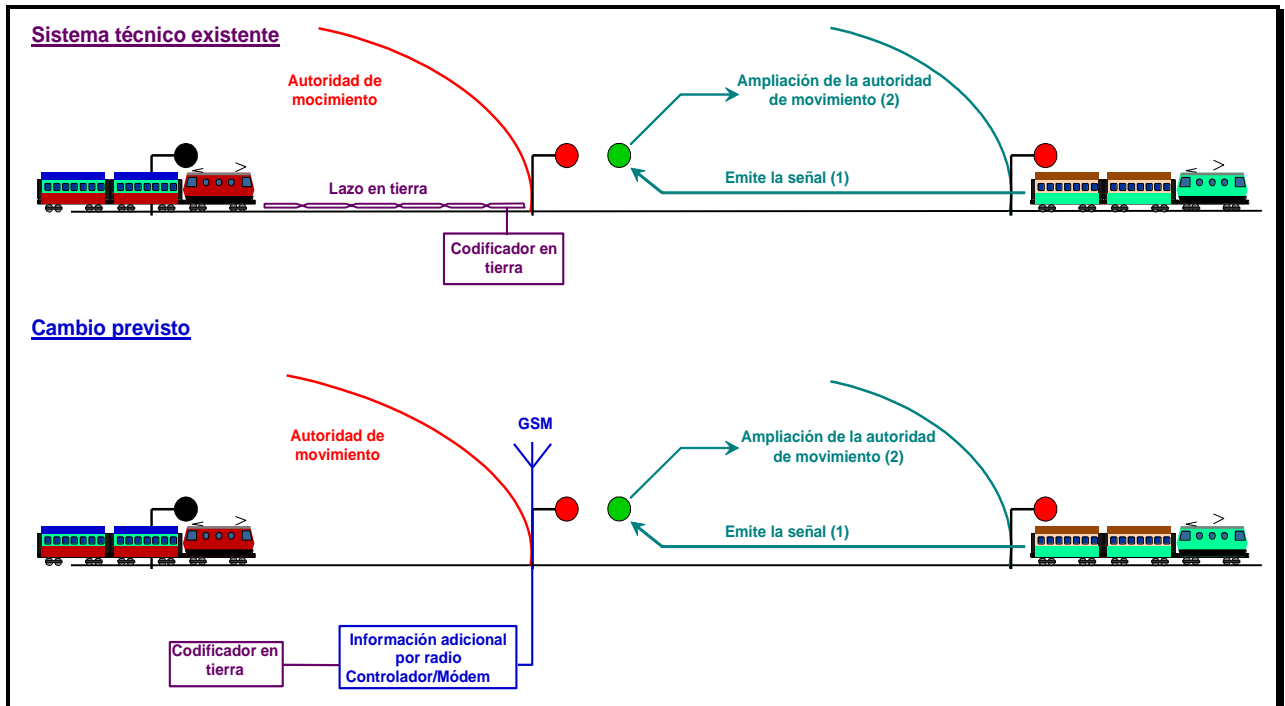 Sistema técnico existente
Autoridad de
mocimiento
Ampliación de la autoridad
de movimiento (2)
Lazo en tierra
Emite la señal (1)
Codificador en
tierra
Cambio previsto
Autoridad de
movimiento
GSM
Ampliación de la autoridad
de movimiento (2)
Emite la señal (1)
Codificador en
tierra
Información adicional
por radio
Controlador/Módem